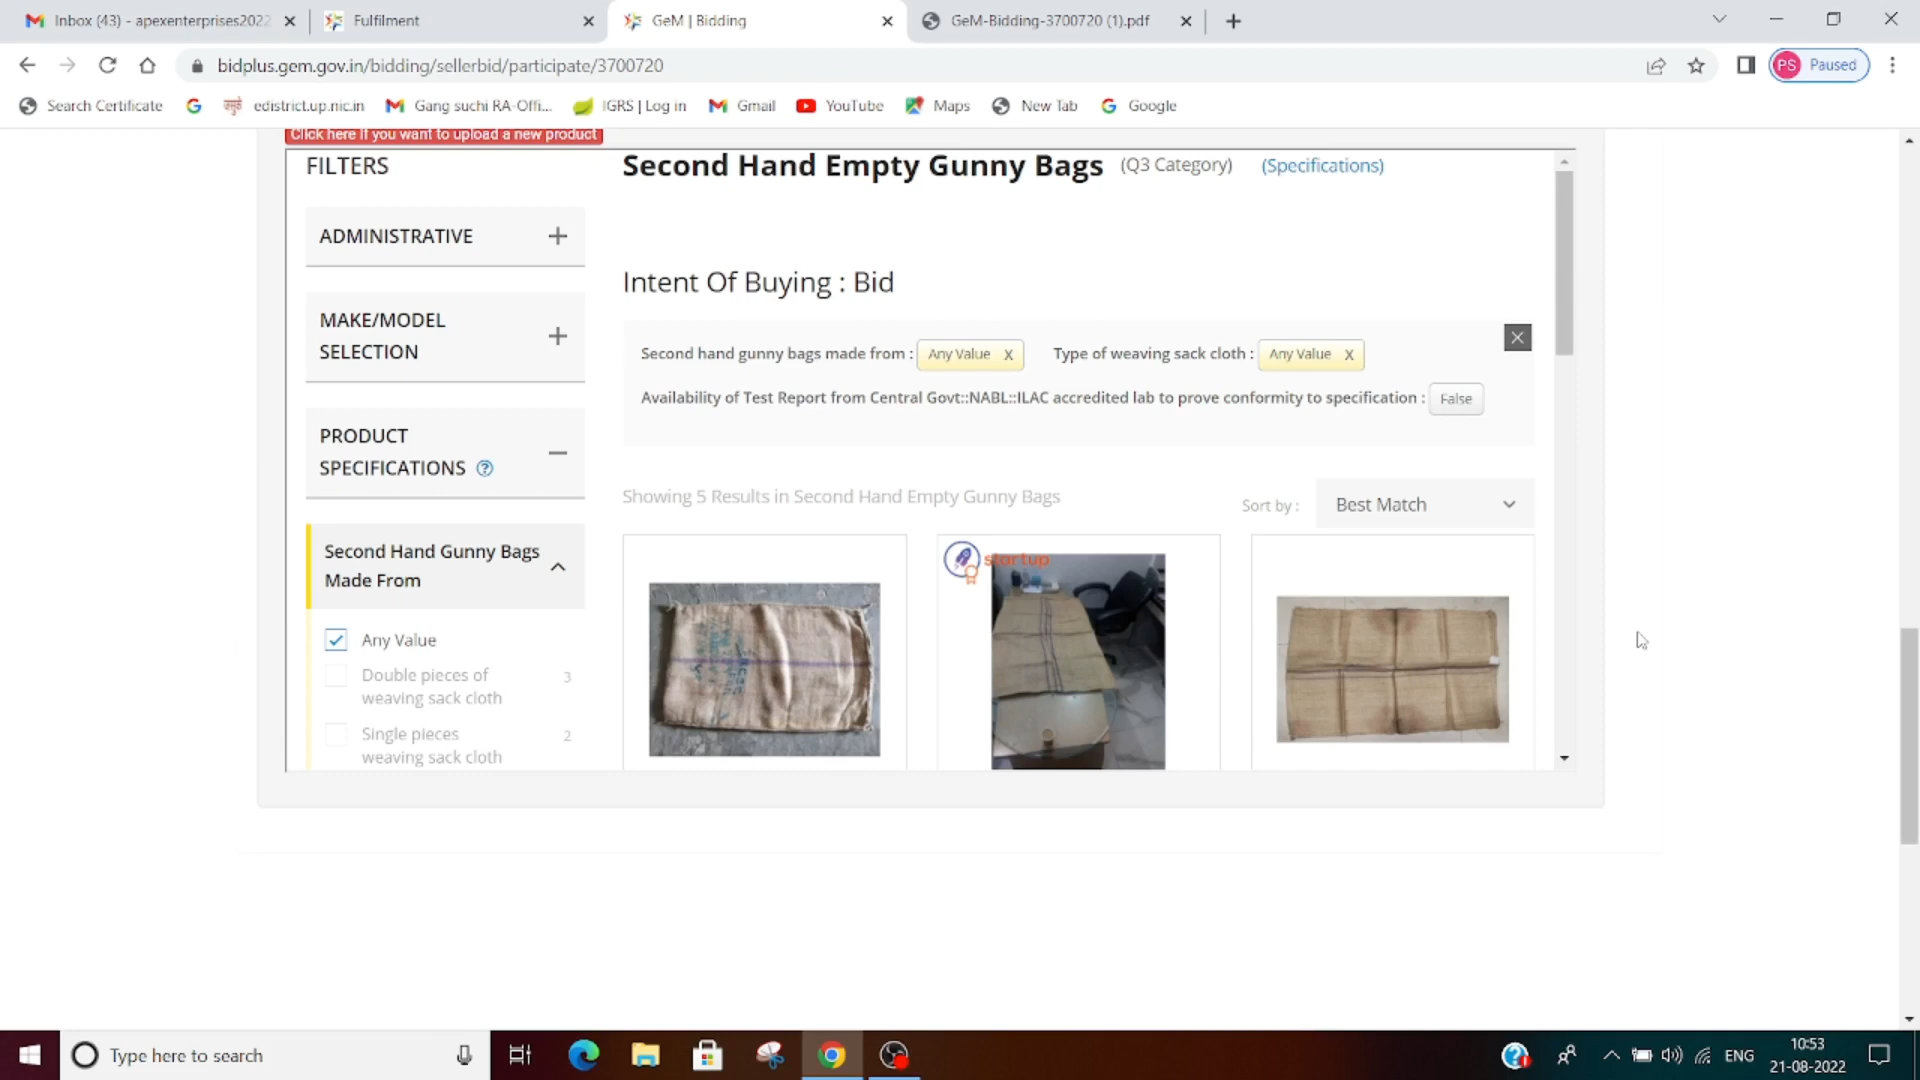 Inbox (43) - apexenterprises2022
Fulfilment
GeM | Bidding
GeM-Bidding-3700720 (1).pdf
bidplus.gem.gov.in/bidding/sellerbid/participate/3700720
PS Paused
Search Certificate
edistrict.up.nic.in
Gang suchi RA-Offi...
IGRS | Log in
Gmail
YouTube
Maps
New Tab
Google
Click here if you want to upload a new product
FILTERS
ADMINISTRATIVE
MAKE/MODEL
SELECTION
PRODUCT
SPECIFICATIONS ?
Second Hand Gunny Bags
Made From
Any Value
Double pieces of 3
weaving sack cloth
Single pieces 2
weaving sack cloth
Second Hand Empty Gunny Bags (Q3 Category) (Specifications)
Intent Of Buying : Bid
Second hand gunny bags made from : Any Value X Type of weaving sack cloth : Any Value X
Availability of Test Report from Central Govt::NABL::ILAC accredited lab to prove conformity to specification : False
Showing 5 Results in Second Hand Empty Gunny Bags
Sort by : Best Match
startup
Type here to search
ENG
10:53
21-08-2022